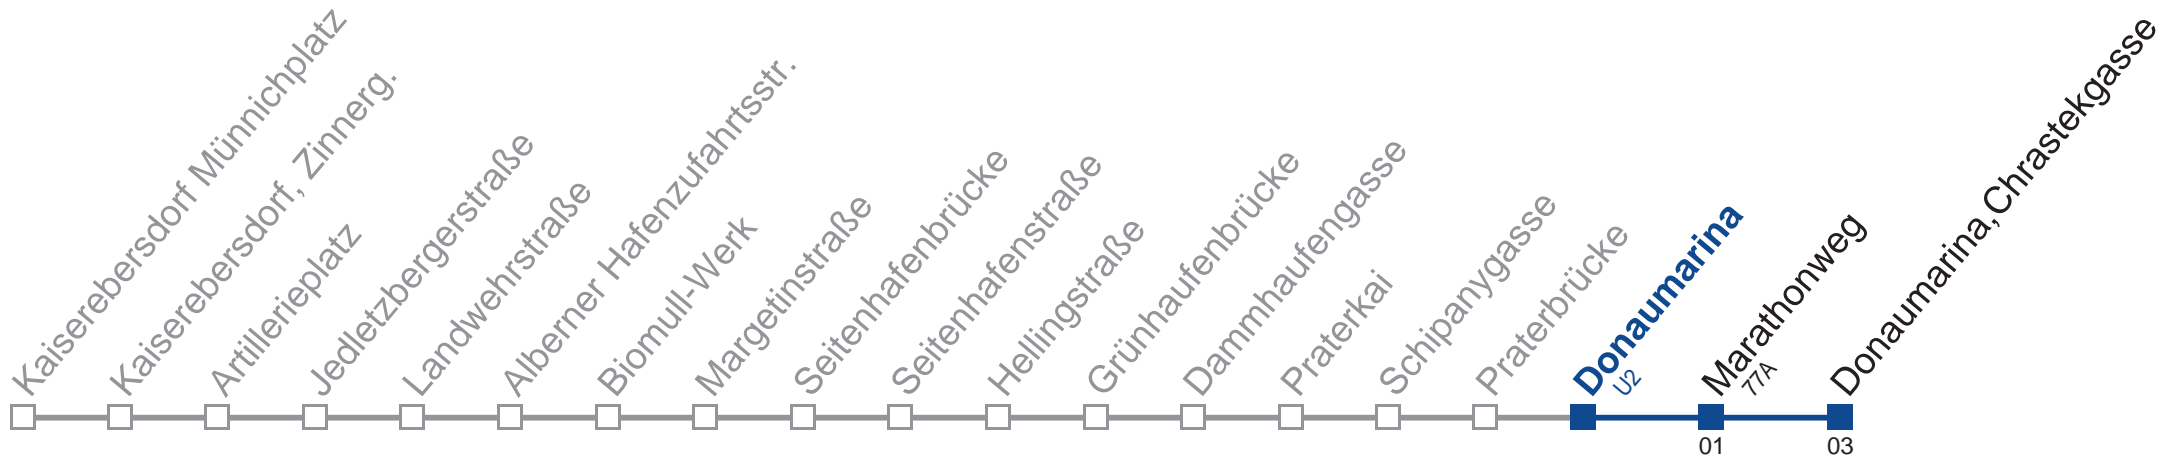 Kaiserebersdorf Münnichplatz
Kaiserebersdorf, Zinnerg.
Artillerieplatz
Jedletzbergerstraße
Landwehrstraße
Alberner Hafenzufahrtsstr.
Biomull-Werk
Margetinstraße
Seitenhafenbrücke
Seitenhafenstraße
Hellingstraße
Grünhaufenbrücke
Dammhaufengasse
Praterkai
Schipanygasse
Praterbrücke
Donaumarina
U2
Marathonweg
77A
Donaumarina, Chrastekgasse
01
03